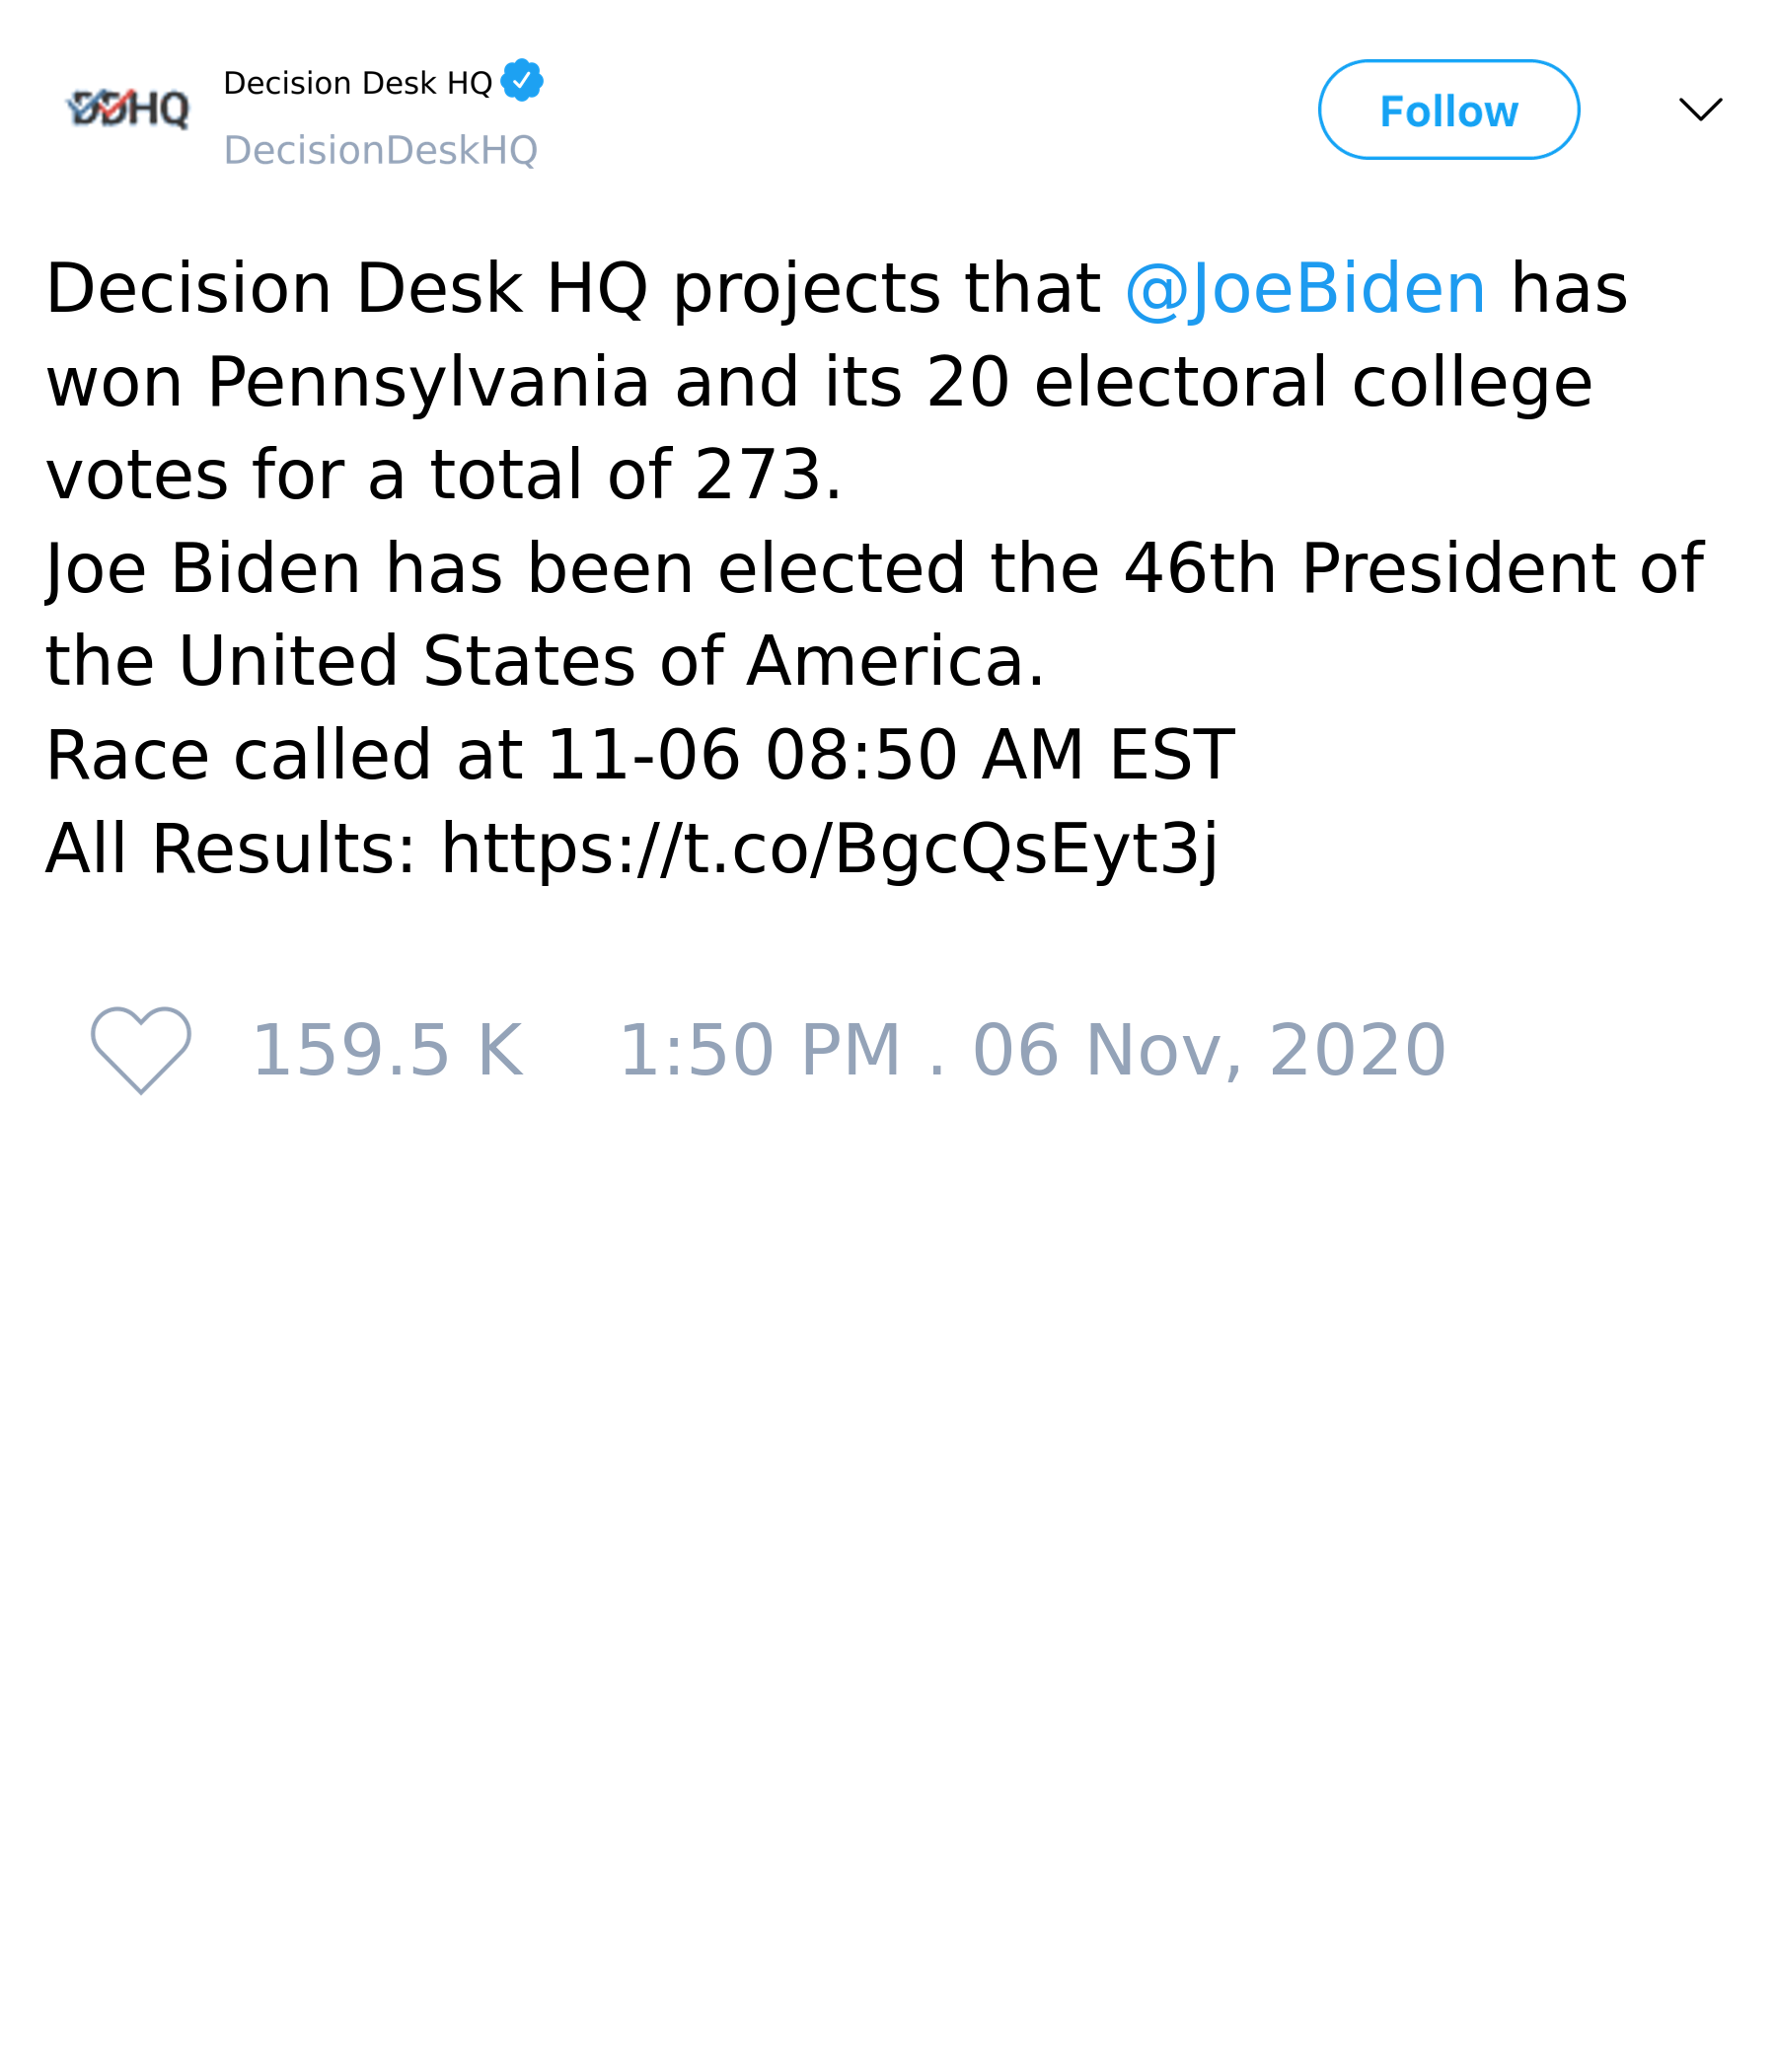 DDHQ
Decision Desk HQ
DecisionDeskHQ
Follow
Decision Desk HQ projects that @JoeBiden has
won Pennsylvania and its 20 electoral college
votes for a total of 273.
Joe Biden has been elected the 46th President of
the United States of America.
Race called at 11-06 08:50 AM EST
All Results: https://t.co/BgcQsEyt3j
159.5 K 1:50 PM . 06 Nov, 2020